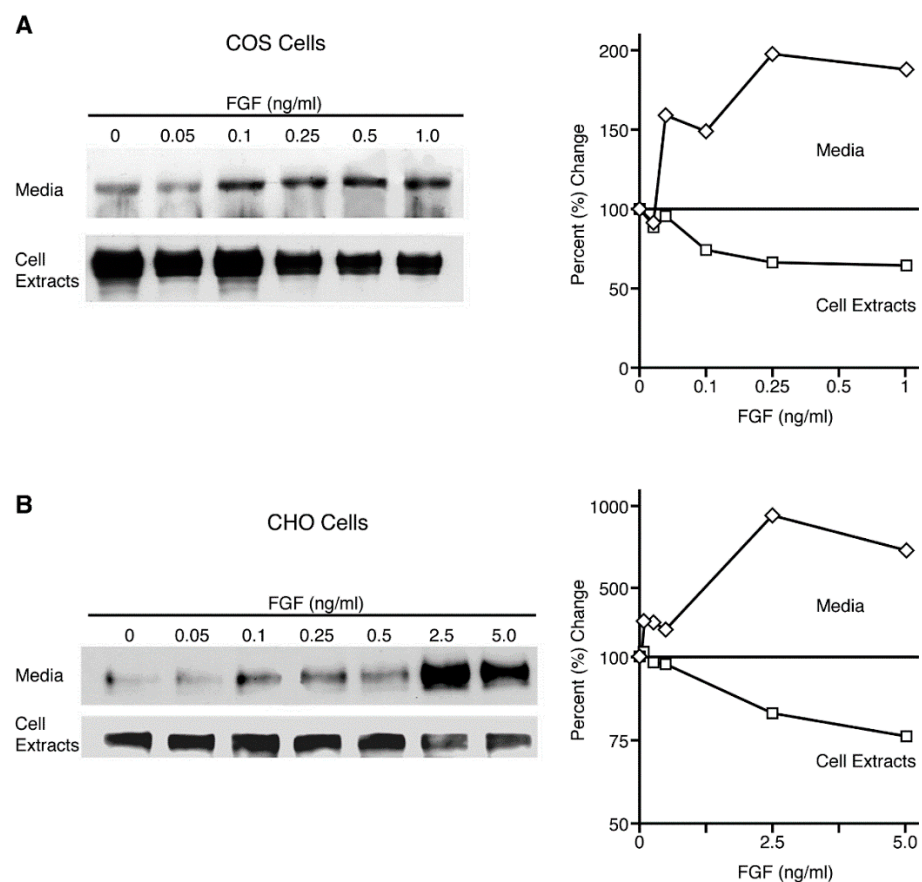 A
COS Cells
FGF (ng/ml)
0 0.05 0.1 0.25 0.5 1.0
Media
Cell
Extracts
200
150
100
50
0
Percent (%) Change
Media
Cell Extracts
0 0.1 0.25 0.5 1
FGF (ng/ml)
B
CHO Cells
FGF (ng/ml)
0 0.05 0.1 0.25 0.5 2.5 5.0
Media
Cell
Extracts
1000
500
100
75
50
Percent (%) Change
Media
Cell Extracts
0 2.5 5.0
FGF (ng/ml)